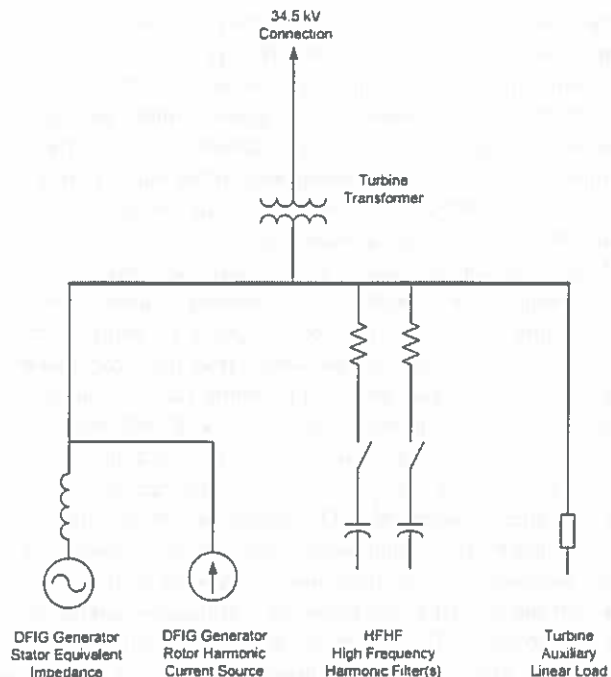 34.5 kV
Connection
Turbine
Transformer
DFIG Generator
Stator Equivalent
Impedance
DFIG Generator
Rotor Harmonic
Current Source
HFHF
High Frequency
Harmonic Filter(s)
Turbine
Auxiliary
Linear Load